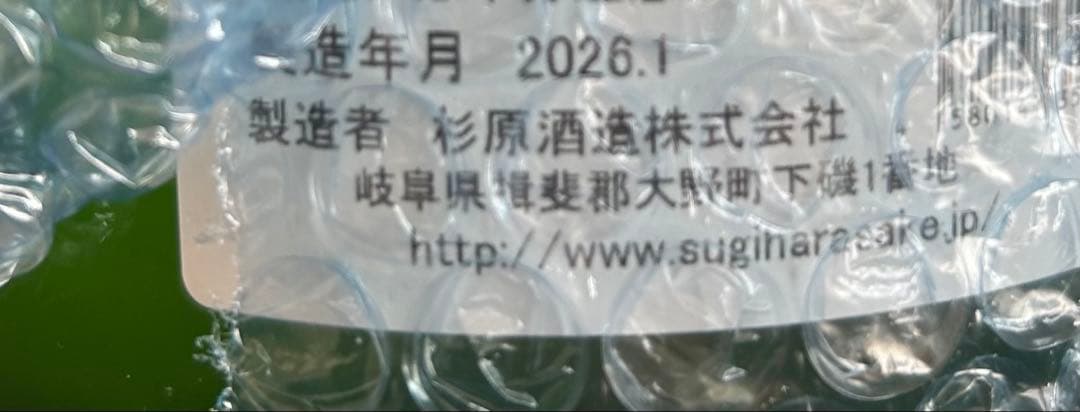 造年月 2026.1
製造者 杉原酒造株式会社
岐阜県揖斐郡大野町下磯1番地
http://www.sugiharasake.jp/